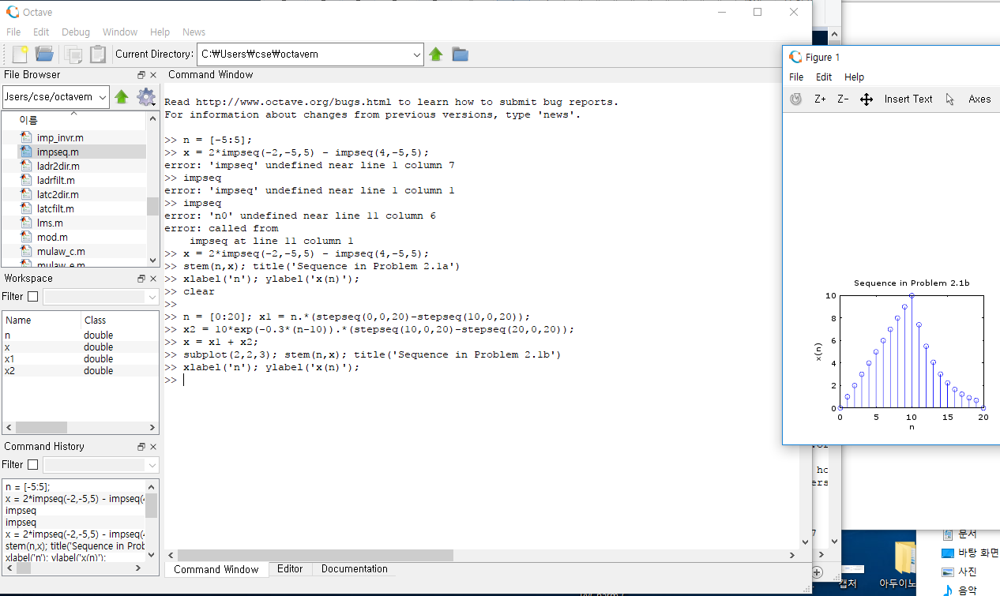 Octave
File Edit Debug Window Help News
Current Directory: C:₩Users₩cse₩octavem
File Browser
Jsers/cse/octavem
이름
imp_invr.m
impseq.m
ladr2dir.m
ladrfilt.m
latc2dir.m
latcfilt.m
lms.m
mod.m
mulaw_c.m
mulaw_e.m
Workspace
Filter
Name Class
n double
x double
x1 double
x2 double
Command History
Filter
n = [-5:5];
x = 2*impseq(-2,-5,5) - impseq(4
impseq
impseq
x = 2*impseq(-2,-5,5) - impseq(4
stem(n,x); title('Sequence in Prob
xlabel('n'); ylabel('x(n)');
Command Window
Read http://www.octave.org/bugs.html to learn how to submit bug reports.
For information about changes from previous versions, type 'news'.
>> n = [-5:5];
>> x = 2*impseq(-2,-5,5) - impseq(4,-5,5);
error: 'impseq' undefined near line 1 column 7
>> impseq
error: 'impseq' undefined near line 1 column 1
>> impseq
error: 'n0' undefined near line 11 column 6
error: called from
impseq at line 11 column 1
>> x = 2*impseq(-2,-5,5) - impseq(4,-5,5);
>> stem(n,x); title('Sequence in Problem 2.1a')
>> xlabel('n'); ylabel('x(n)');
>> clear
>>
>> n = [0:20]; x1 = n.*(stepseq(0,0,20)-stepseq(10,0,20));
>> x2 = 10*exp(-0.3*(n-10)).*(stepseq(10,0,20)-stepseq(20,0,20));
>> x = x1 + x2;
>> subplot(2,2,3); stem(n,x); title('Sequence in Problem 2.1b')
>> xlabel('n'); ylabel('x(n)');
>>
Command Window Editor Documentation
Figure 1
File Edit Help
Z+ Z- Insert Text Axes
Sequence in Problem 2.1b
10
8
6
4
2
0
x(n)
0 5 10 15 20
n
ho
ers
7
문서
바탕 화면
사진
음악
캡처
아두이노